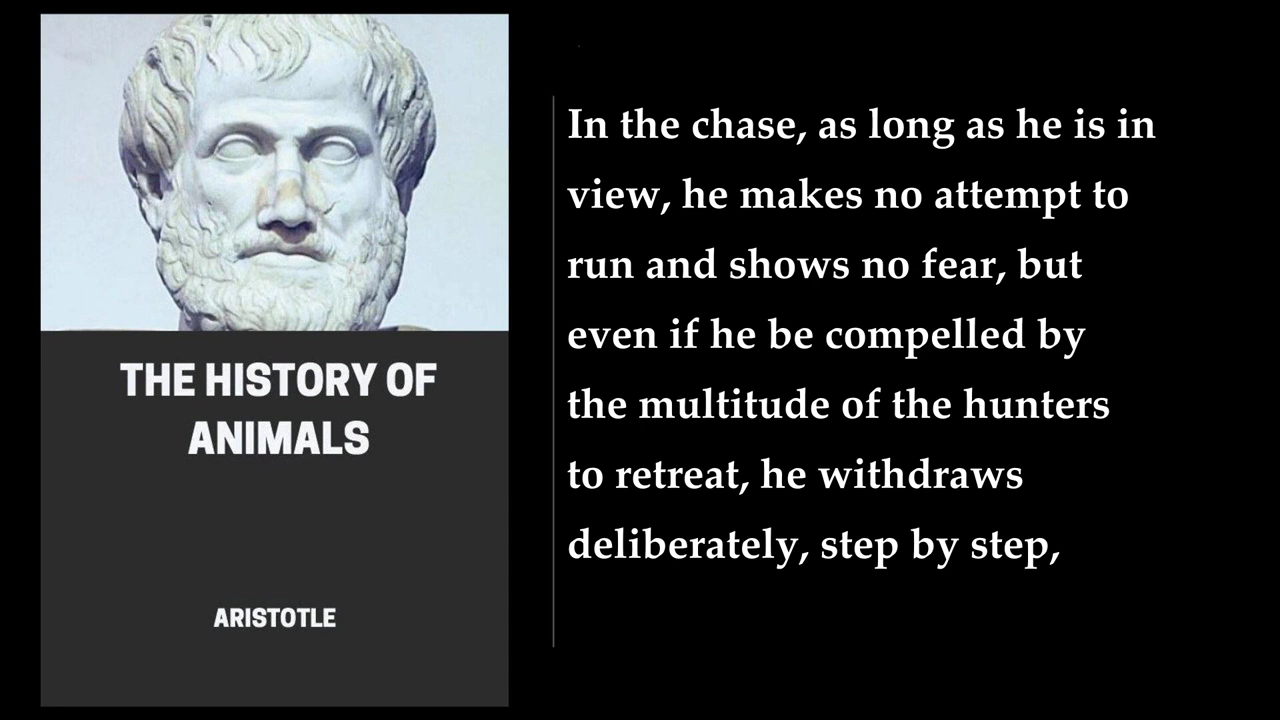 THE HISTORY OF
ANIMALS
ARISTOTLE
In the chase, as long as he is in
view, he makes no attempt to
run and shows no fear, but
even if he be compelled by
the multitude of the hunters
to retreat, he withdraws
deliberately, step by step,